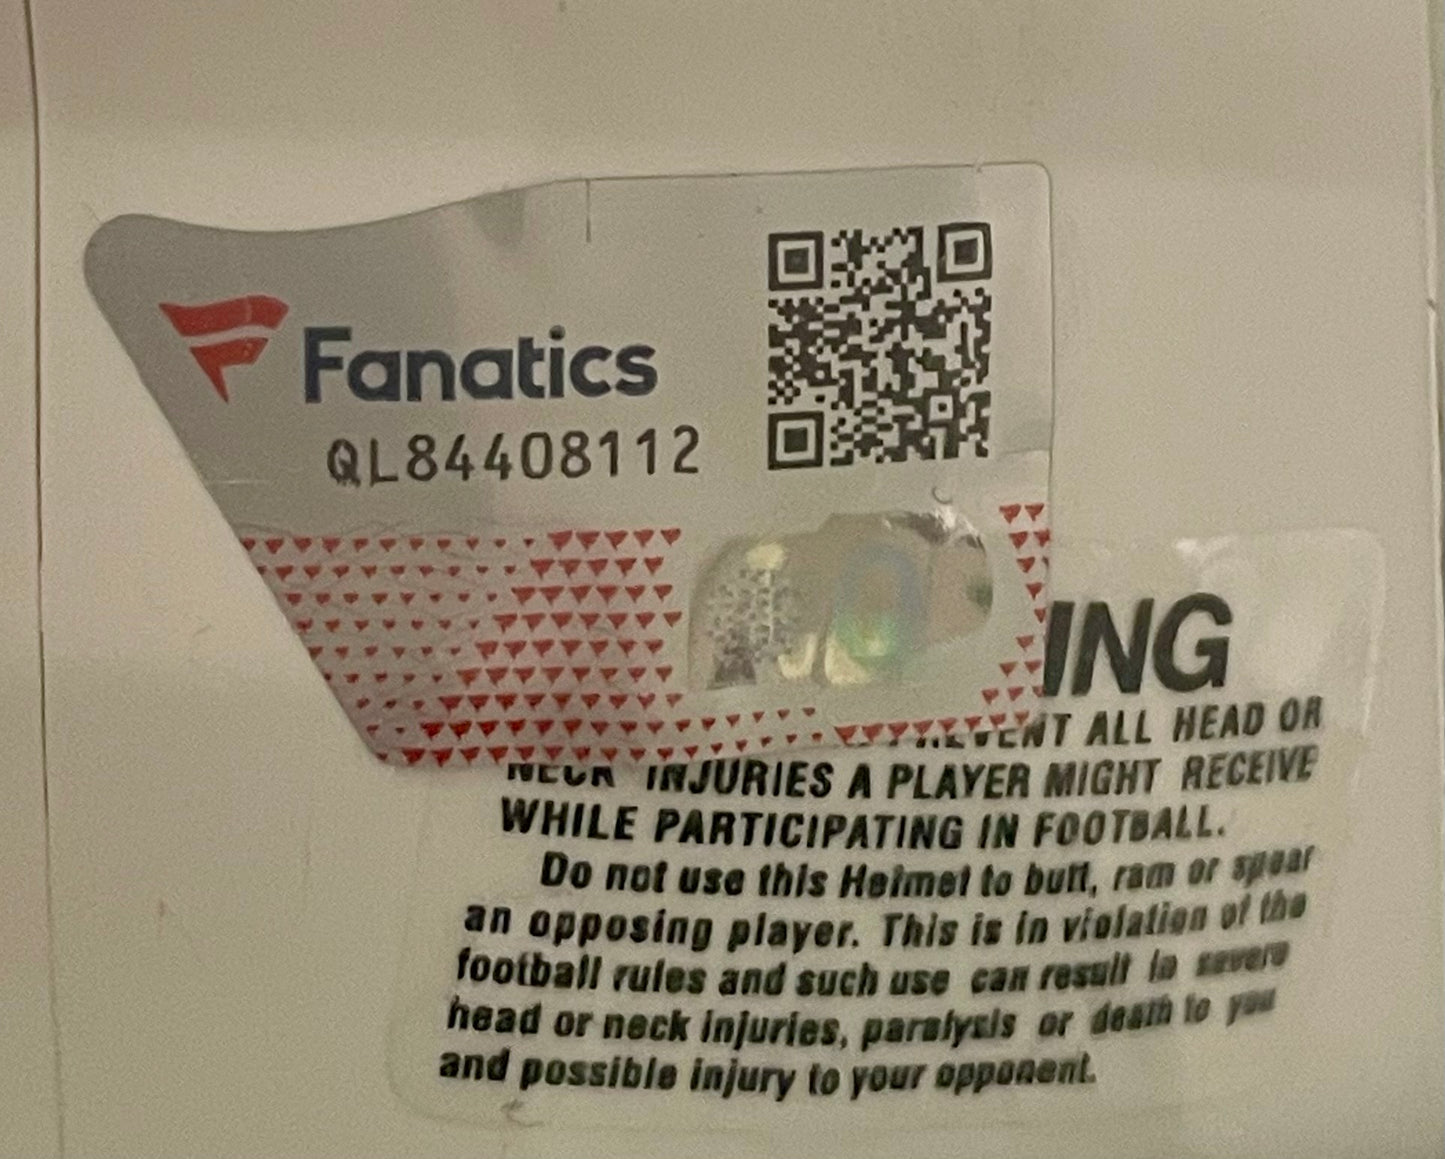 Fanatics
QL84408112
ING
PREVENT ALL HEAD OR
NECK INJURIES A PLAYER MIGHT RECEIVE
WHILE PARTICIPATING IN FOOTBALL.
Do not use this Helmet to butt, ram or spear
an opposing player. This is in violation of the
football rules and such use can result in severe
head or neck injuries, paralysis or death to you
and possible injury to your opponent.